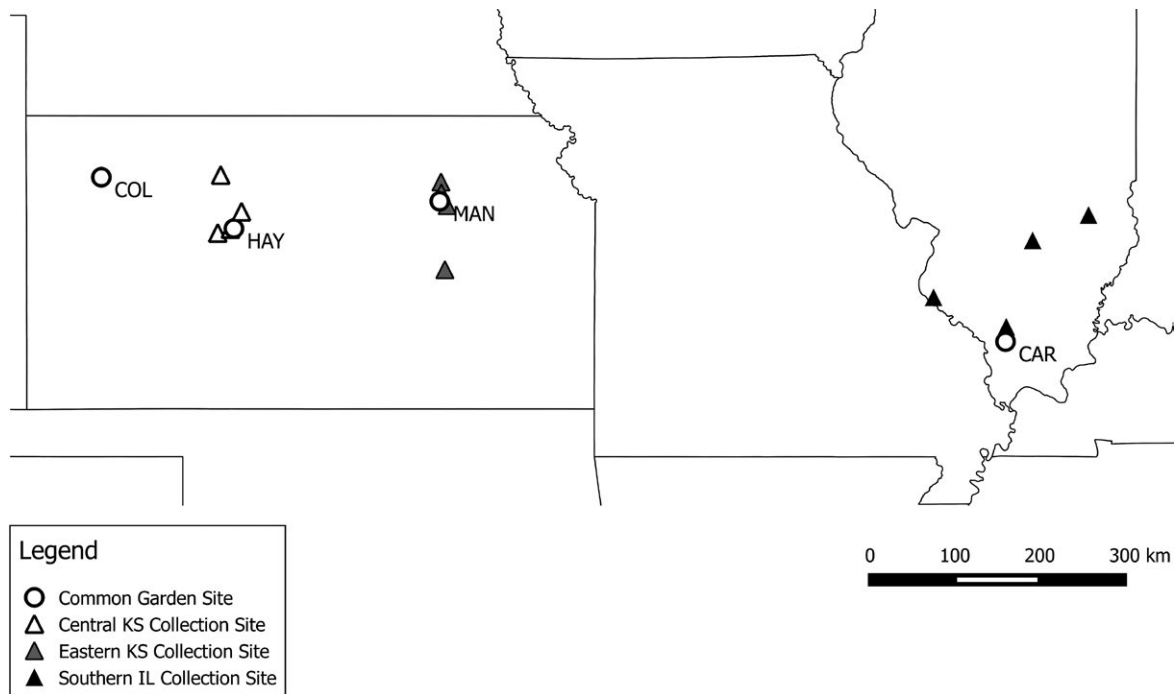 COL
HAY
MAN
CAR
Legend
Common Garden Site
Central KS Collection Site
Eastern KS Collection Site
Southern IL Collection Site
0 100 200 300 km